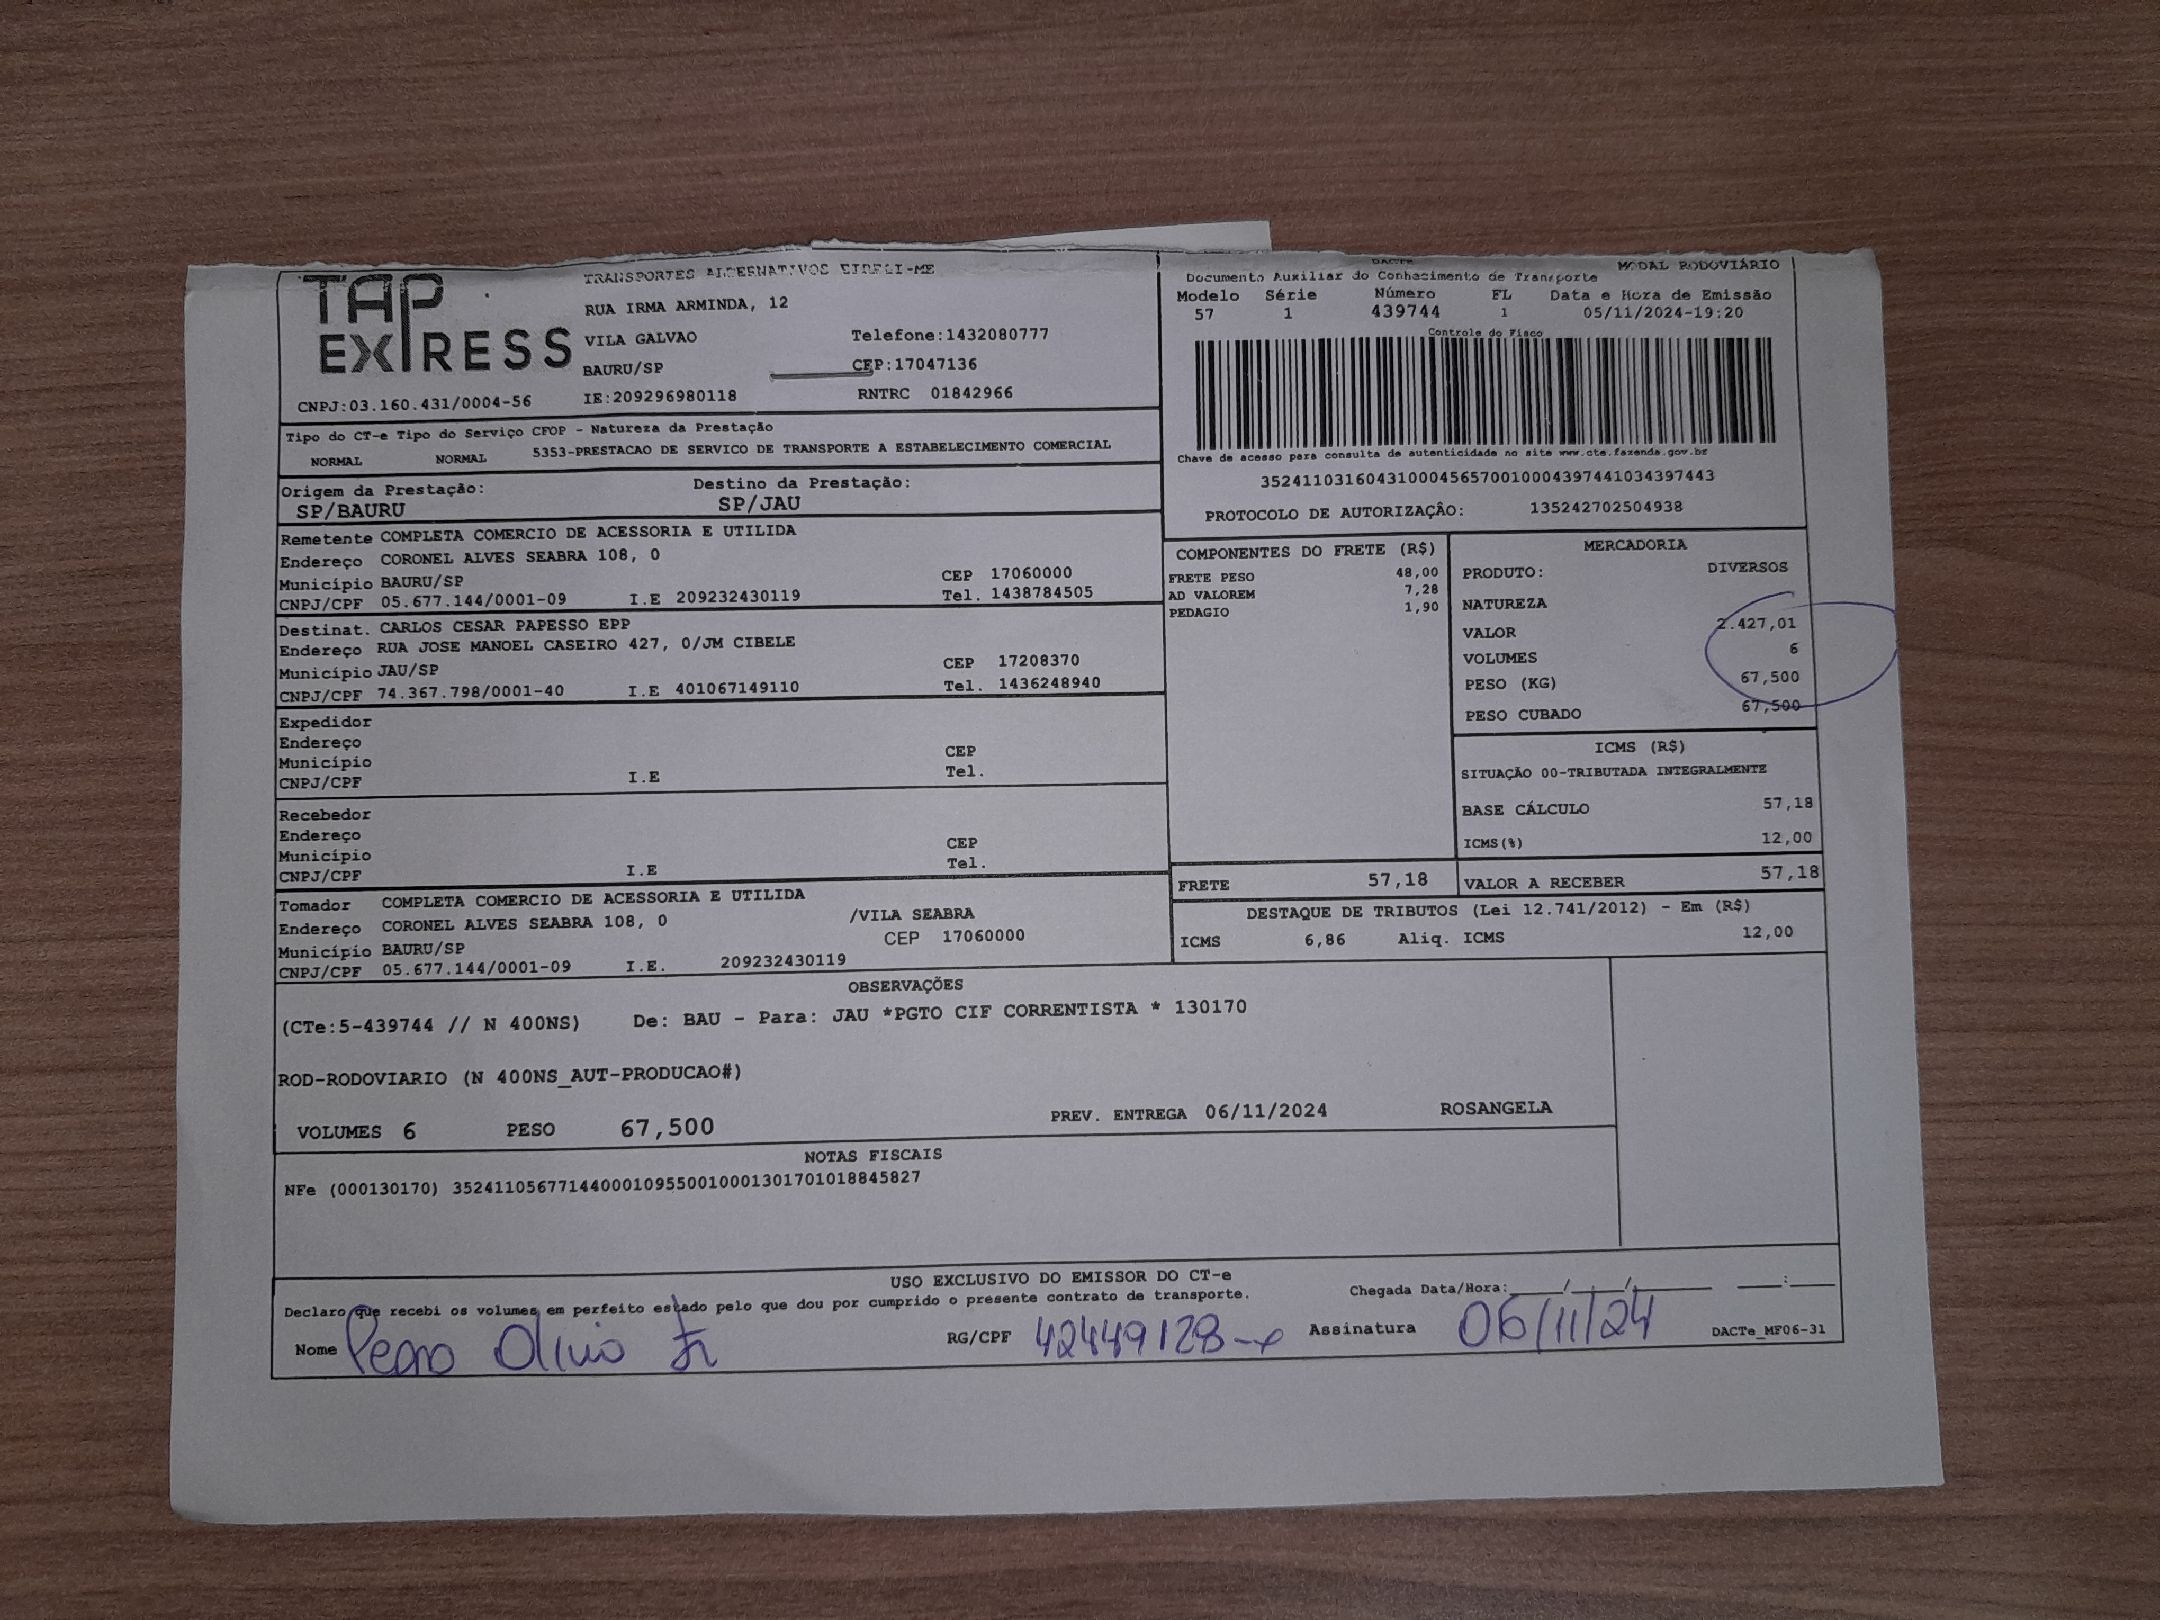 TAP EXPRESS
TRANSPORTES ALTERNATIVOS EIRELI-ME
RUA IRMA ARMINDA, 12
VILA GALVAO Telefone:1432080777
BAURU/SP CEP:17047136
CNPJ:03.160.431/0004-56 IE:209296980118 RNTRC 01842966
DACTE MODAL RODOVIÁRIO
Documento Auxiliar do Conhecimento de Transporte
Modelo Série Número FL Data e Hora de Emissão
57 1 439744 1 05/11/2024-19:20
Controle do Fisco
Chave de acesso para consulta de autenticidade no site www.cte.fazenda.gov.br
35241103160431000456570010004397441034397443
PROTOCOLO DE AUTORIZAÇÂO: 135242702504938
Tipo do CT-e Tipo do Serviço CFOP - Natureza da Prestação
NORMAL NORMAL 5353-PRESTACAO DE SERVICO DE TRANSPORTE A ESTABELECIMENTO COMERCIAL
Origem da Prestação: Destino da Prestação:
SP/BAURU SP/JAU
Remetente COMPLETA COMERCIO DE ACESSORIA E UTILIDA
Endereço CORONEL ALVES SEABRA 108, 0
Município BAURU/SP CEP 17060000
CNPJ/CPF 05.677.144/0001-09 I.E 209232430119 Tel. 1438784505
Destinat. CARLOS CESAR PAPESSO EPP
Endereço RUA JOSE MANOEL CASEIRO 427, 0/JM CIBELE
Município JAU/SP CEP 17208370
CNPJ/CPF 74.367.798/0001-40 I.E 401067149110 Tel. 1436248940
Expedidor
Endereço
Município CEP
CNPJ/CPF I.E Tel.
Recebedor
Endereço
Município CEP
CNPJ/CPF I.E Tel.
Tomador COMPLETA COMERCIO DE ACESSORIA E UTILIDA
Endereço CORONEL ALVES SEABRA 108, 0 /VILA SEABRA
Município BAURU/SP CEP 17060000
CNPJ/CPF 05.677.144/0001-09 I.E. 209232430119
COMPONENTES DO FRETE (R$)
FRETE PESO 48,00
AD VALOREM 7,28
PEDAGIO 1,90
MERCADORIA
PRODUTO: DIVERSOS
NATUREZA
VALOR 2.427,01
VOLUMES 6
PESO (KG) 67,500
PESO CUBADO 67,500
ICMS (R$)
SITUAÇÃO 00-TRIBUTADA INTEGRALMENTE
BASE CÁLCULO 57,18
ICMS(%) 12,00
FRETE 57,18 VALOR A RECEBER 57,18
DESTAQUE DE TRIBUTOS (Lei 12.741/2012) - Em (R$)
ICMS 6,86 Aliq. ICMS 12,00
OBSERVAÇÕES
(CTe:5-439744 // N 400NS) De: BAU - Para: JAU *PGTO CIF CORRENTISTA * 130170
ROD-RODOVIARIO (N 400NS_AUT-PRODUCAO#)
VOLUMES 6 PESO 67,500 PREV. ENTREGA 06/11/2024 ROSANGELA
NOTAS FISCAIS
NFe (000130170) 35241105677144000109550010001301701018845827
USO EXCLUSIVO DO EMISSOR DO CT-e
Declaro que recebi os volumes em perfeito estado pelo que dou por cumprido o presente contrato de transporte. Chegada Data/Hora:____/____/______ ____:____
Nome Pedro Olivio Jr RG/CPF 42449128-x Assinatura 06/11/24 DACTe_MF06-31